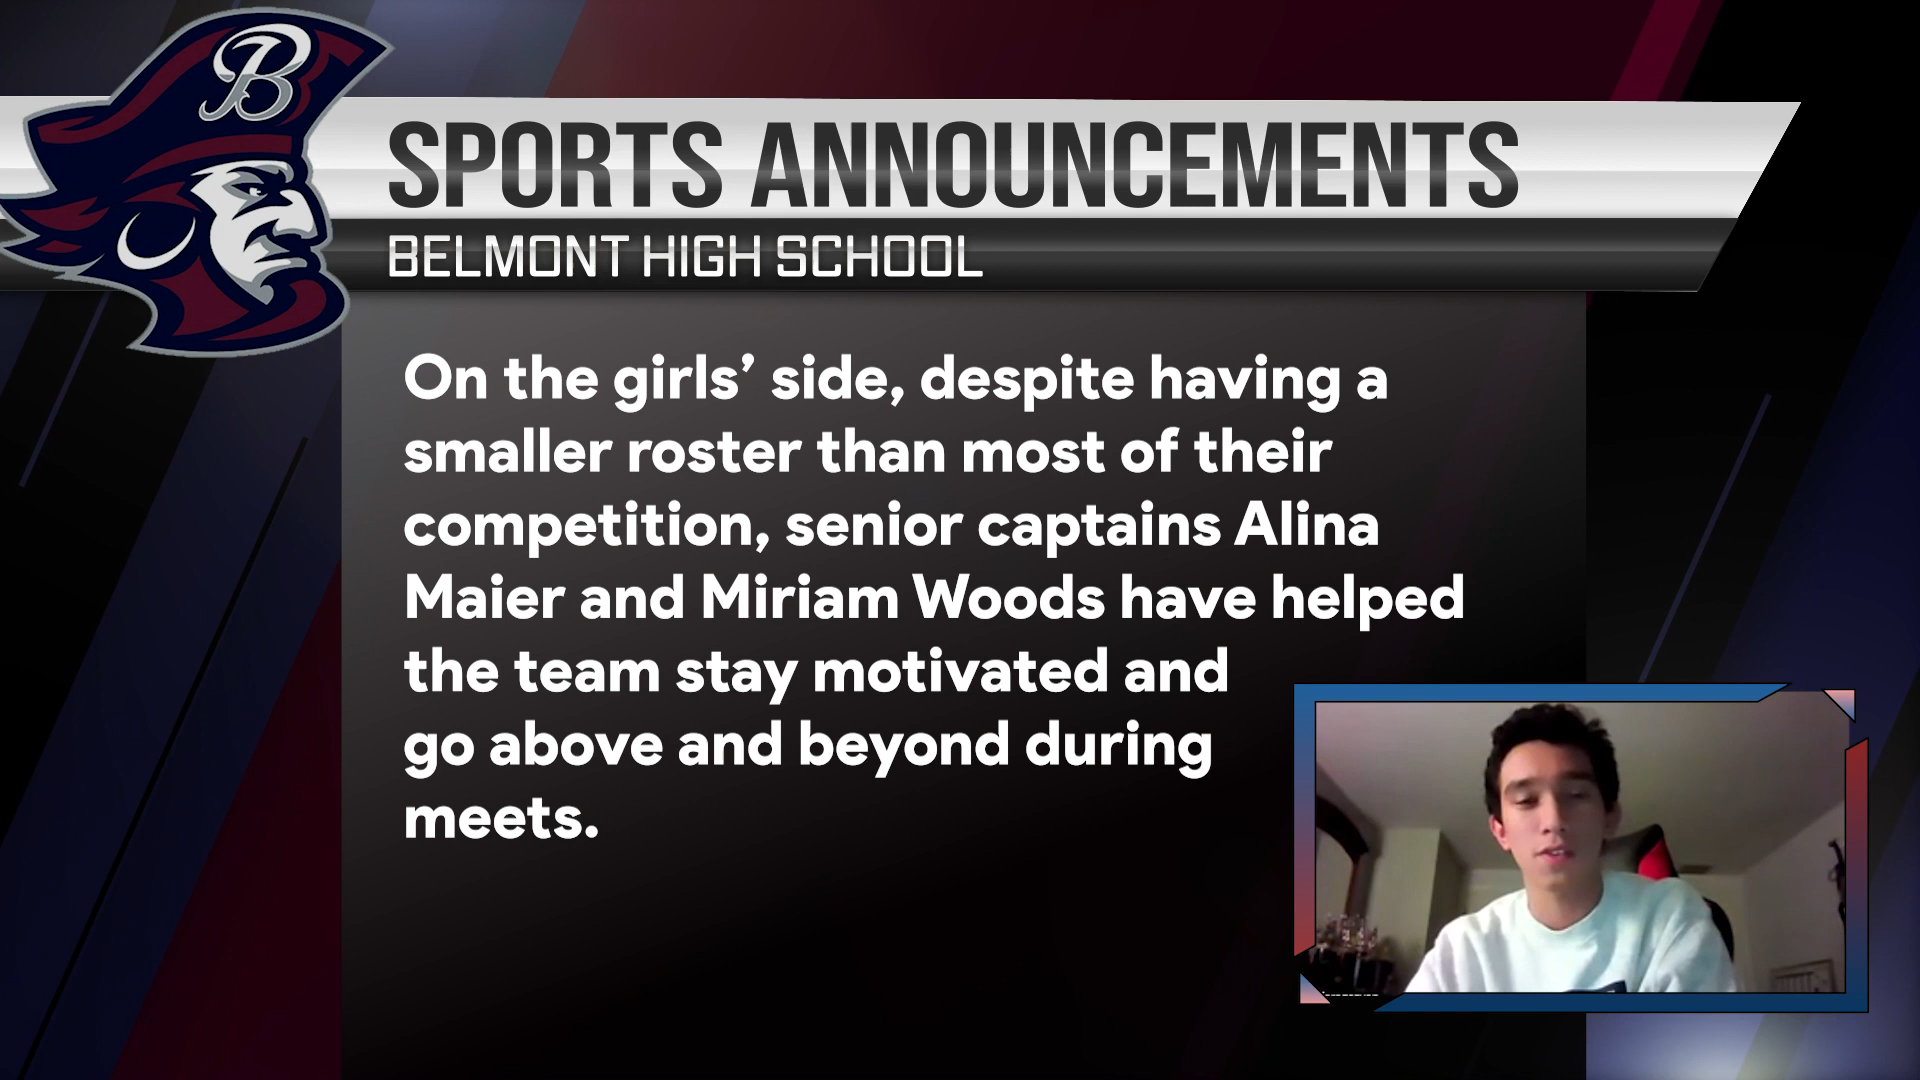 B
SPORTS ANNOUNCEMENTS
BELMONT HIGH SCHOOL
On the girls’ side, despite having a
smaller roster than most of their
competition, senior captains Alina
Maier and Miriam Woods have helped
the team stay motivated and
go above and beyond during
meets.